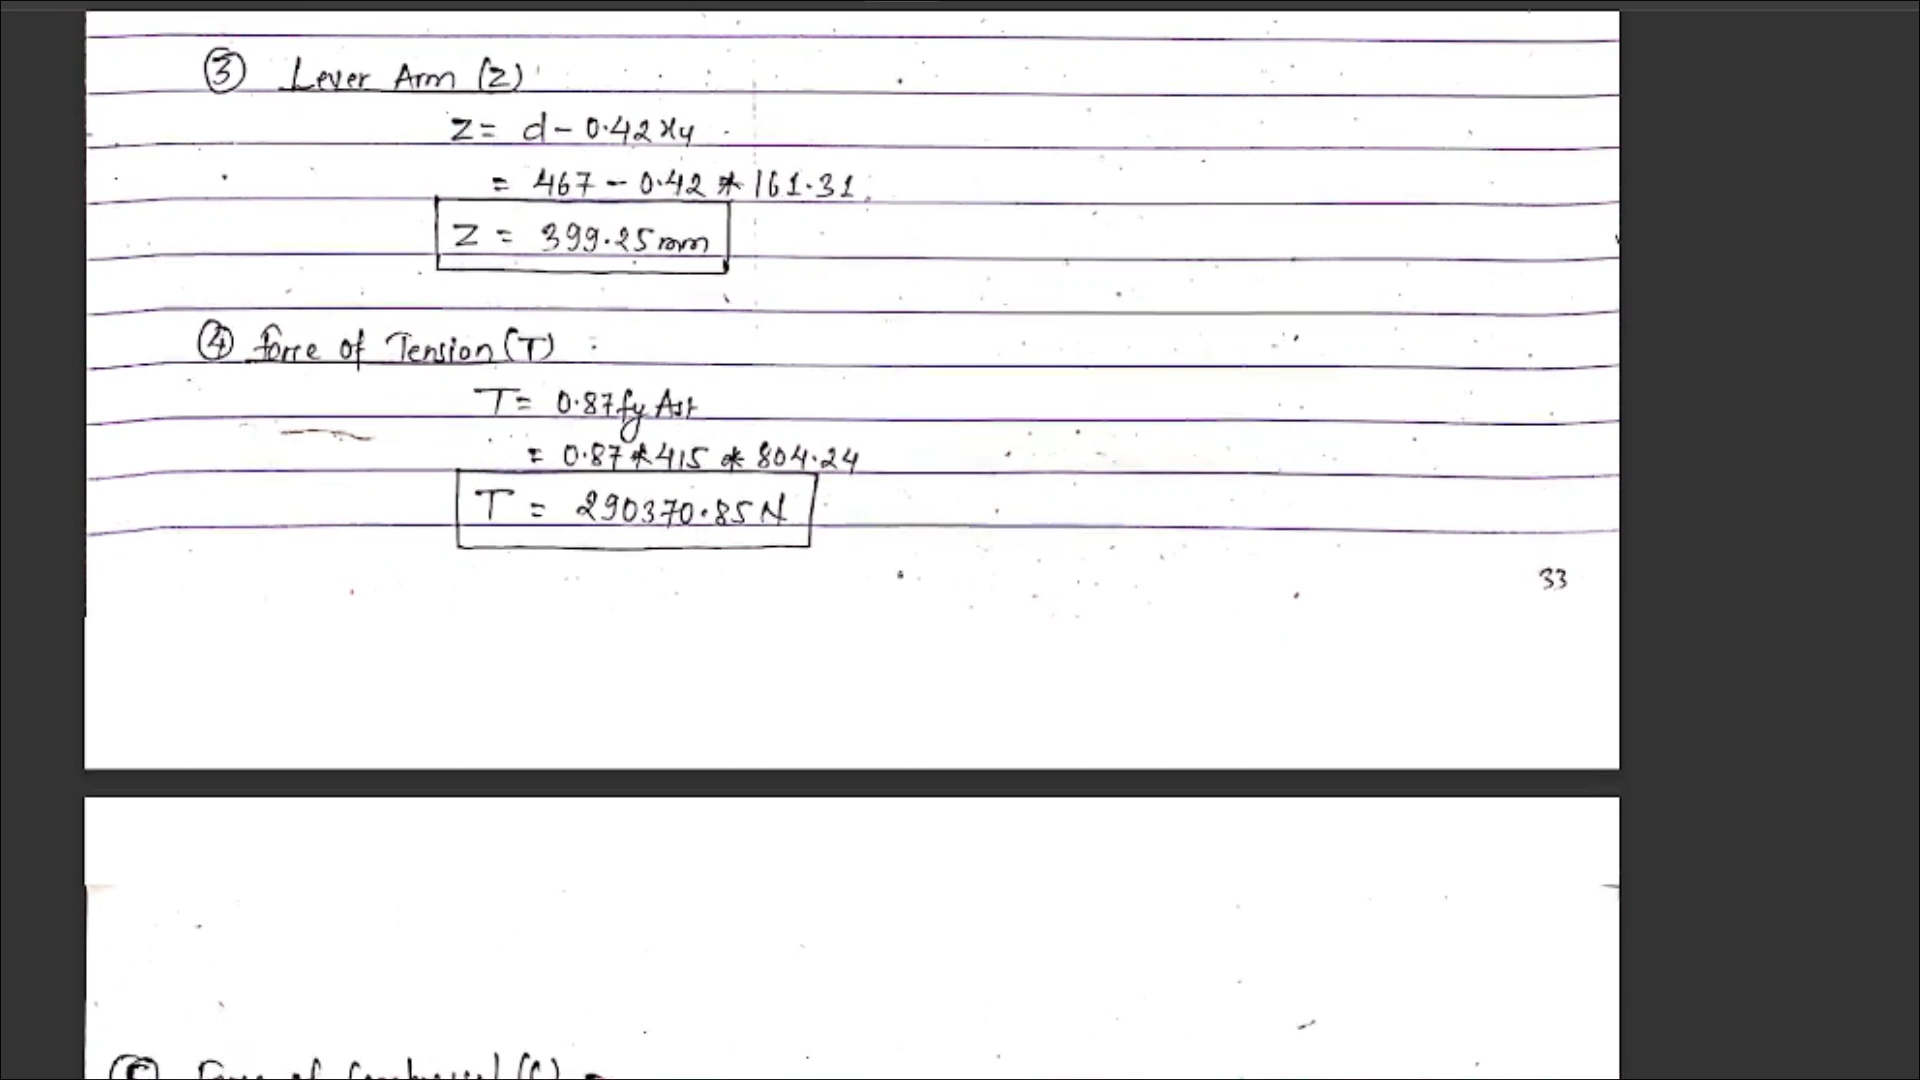 ③ Lever Arm (z)
z = d - 0.42 xu
= 467 - 0.42 * 161.31
z = 399.25 mm
④ Force of Tension (T) :
T = 0.87 fy Ast
= 0.87 * 415 * 804.24
T = 290370.85 N
33